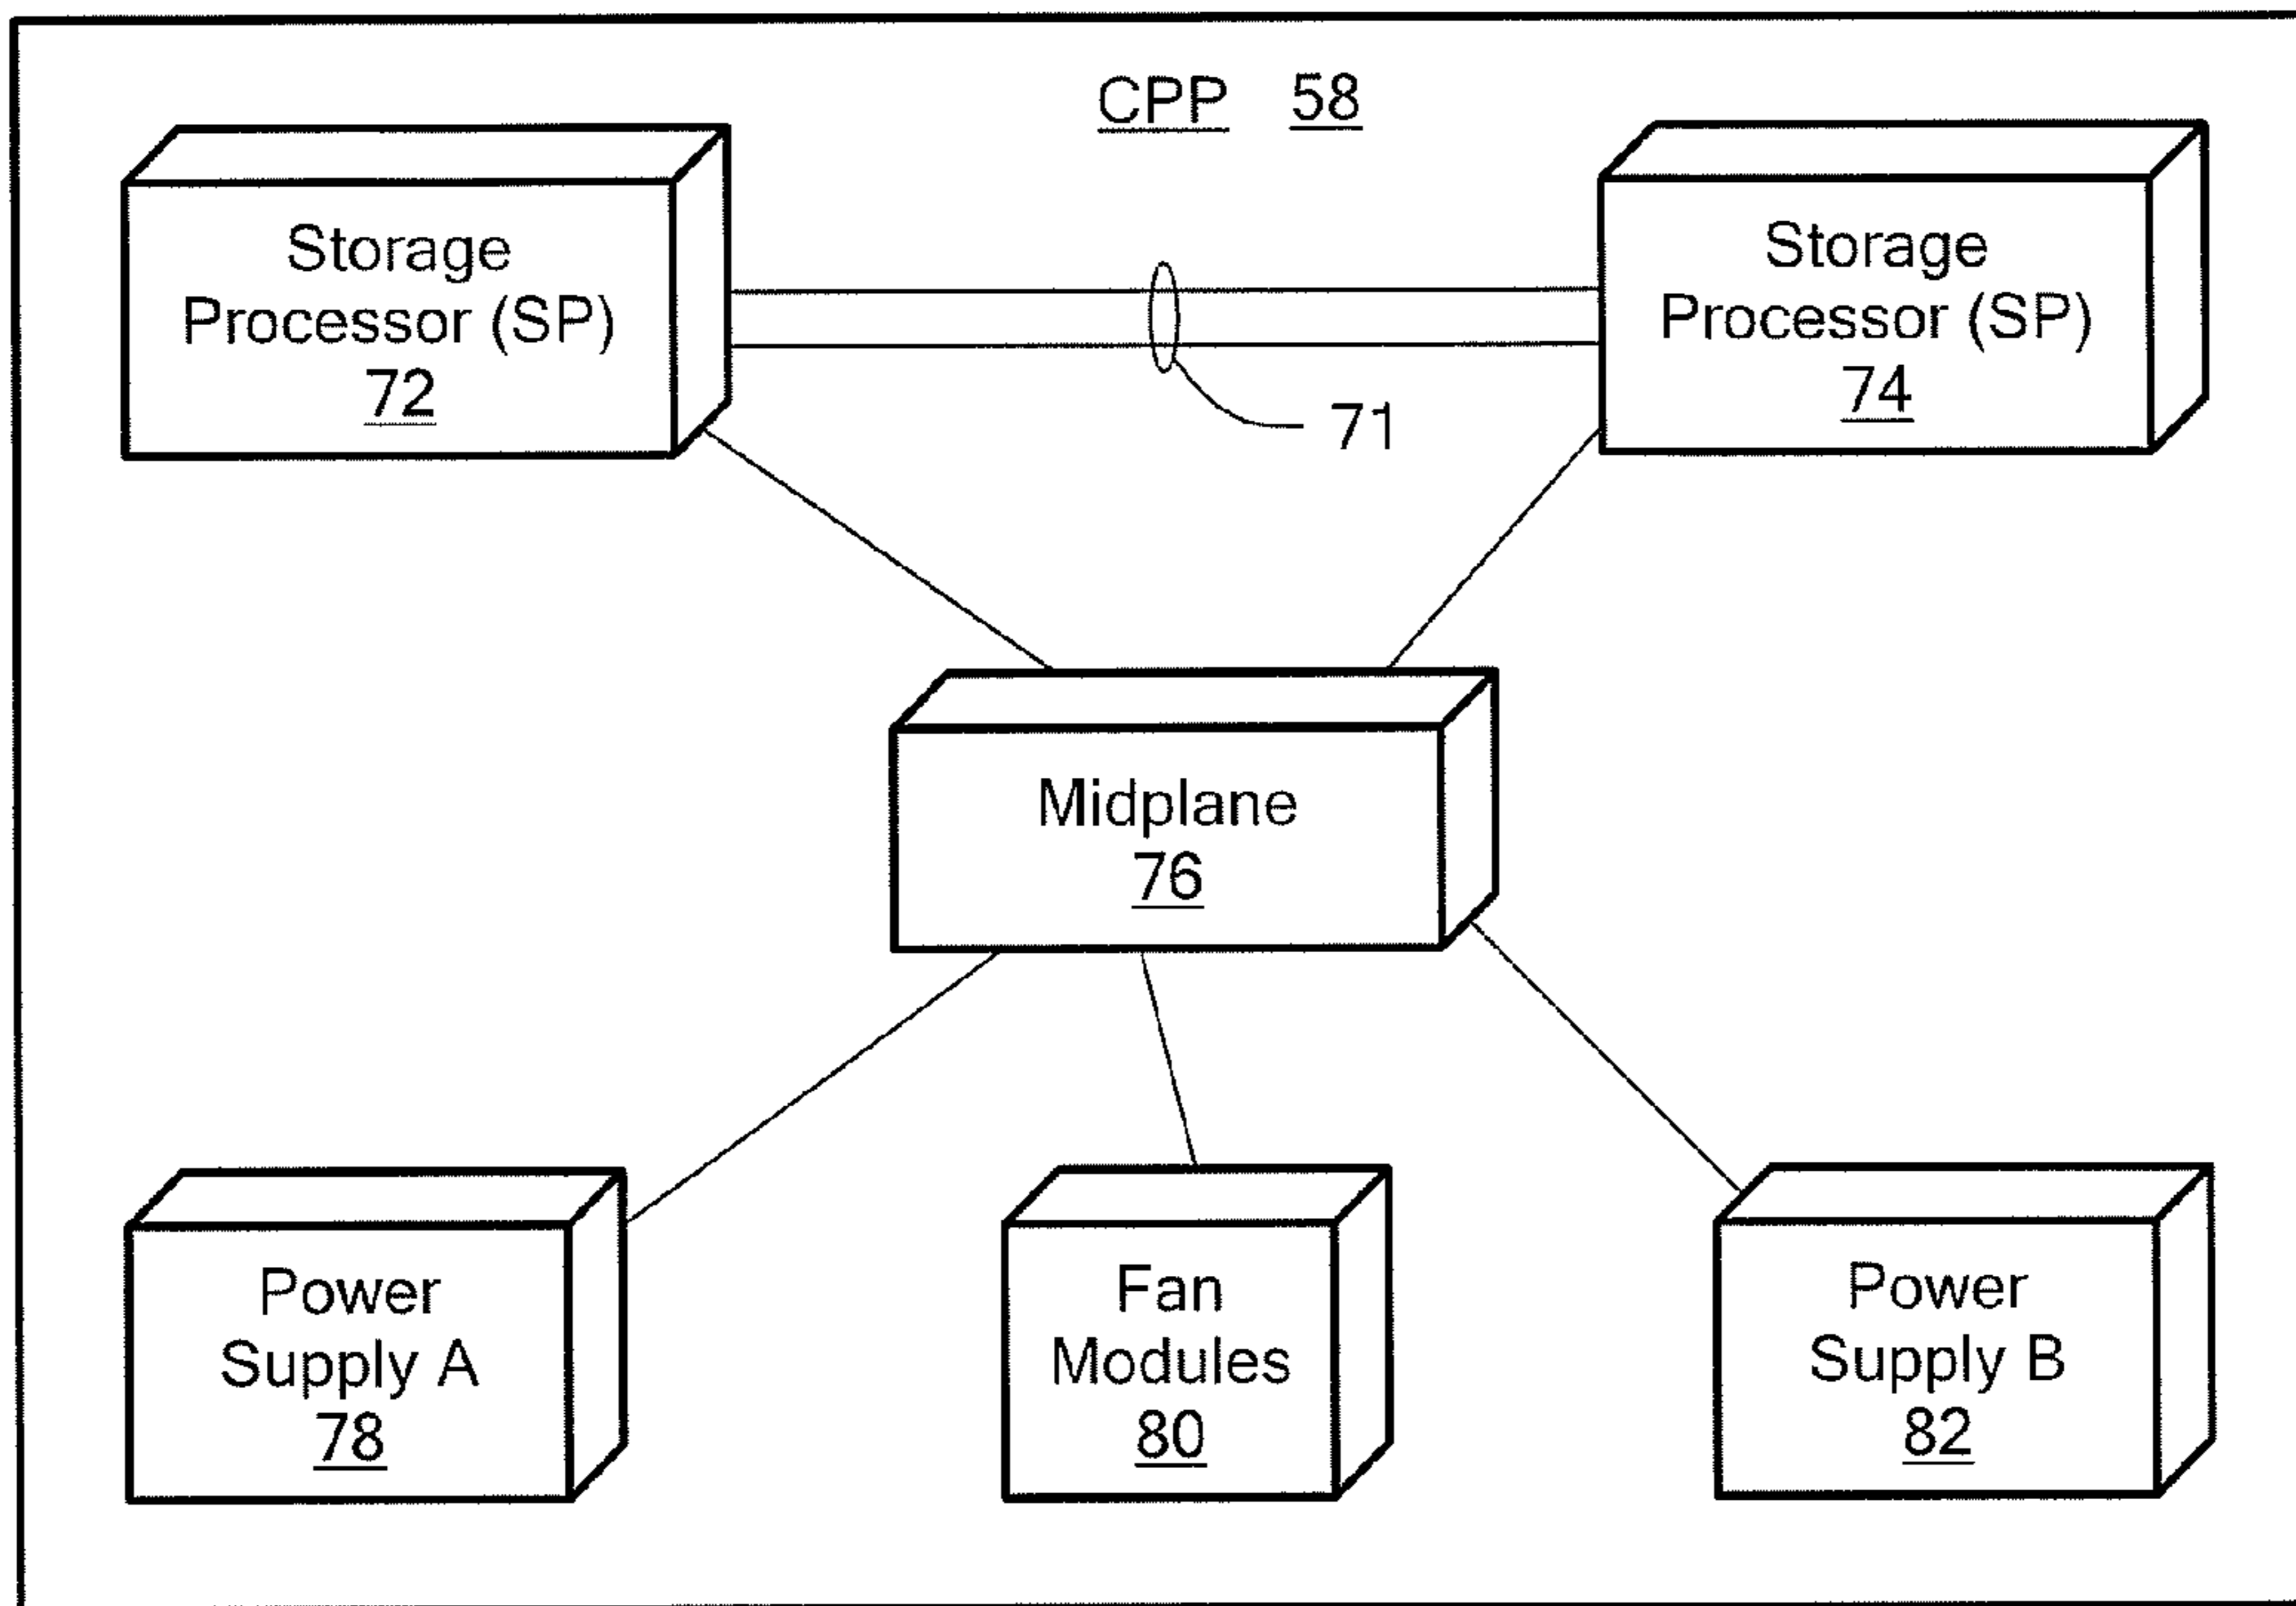 CPP 58
Storage
Processor (SP)
72
Storage
Processor (SP)
74
71
Midplane
76
Power
Supply A
78
Fan
Modules
80
Power
Supply B
82